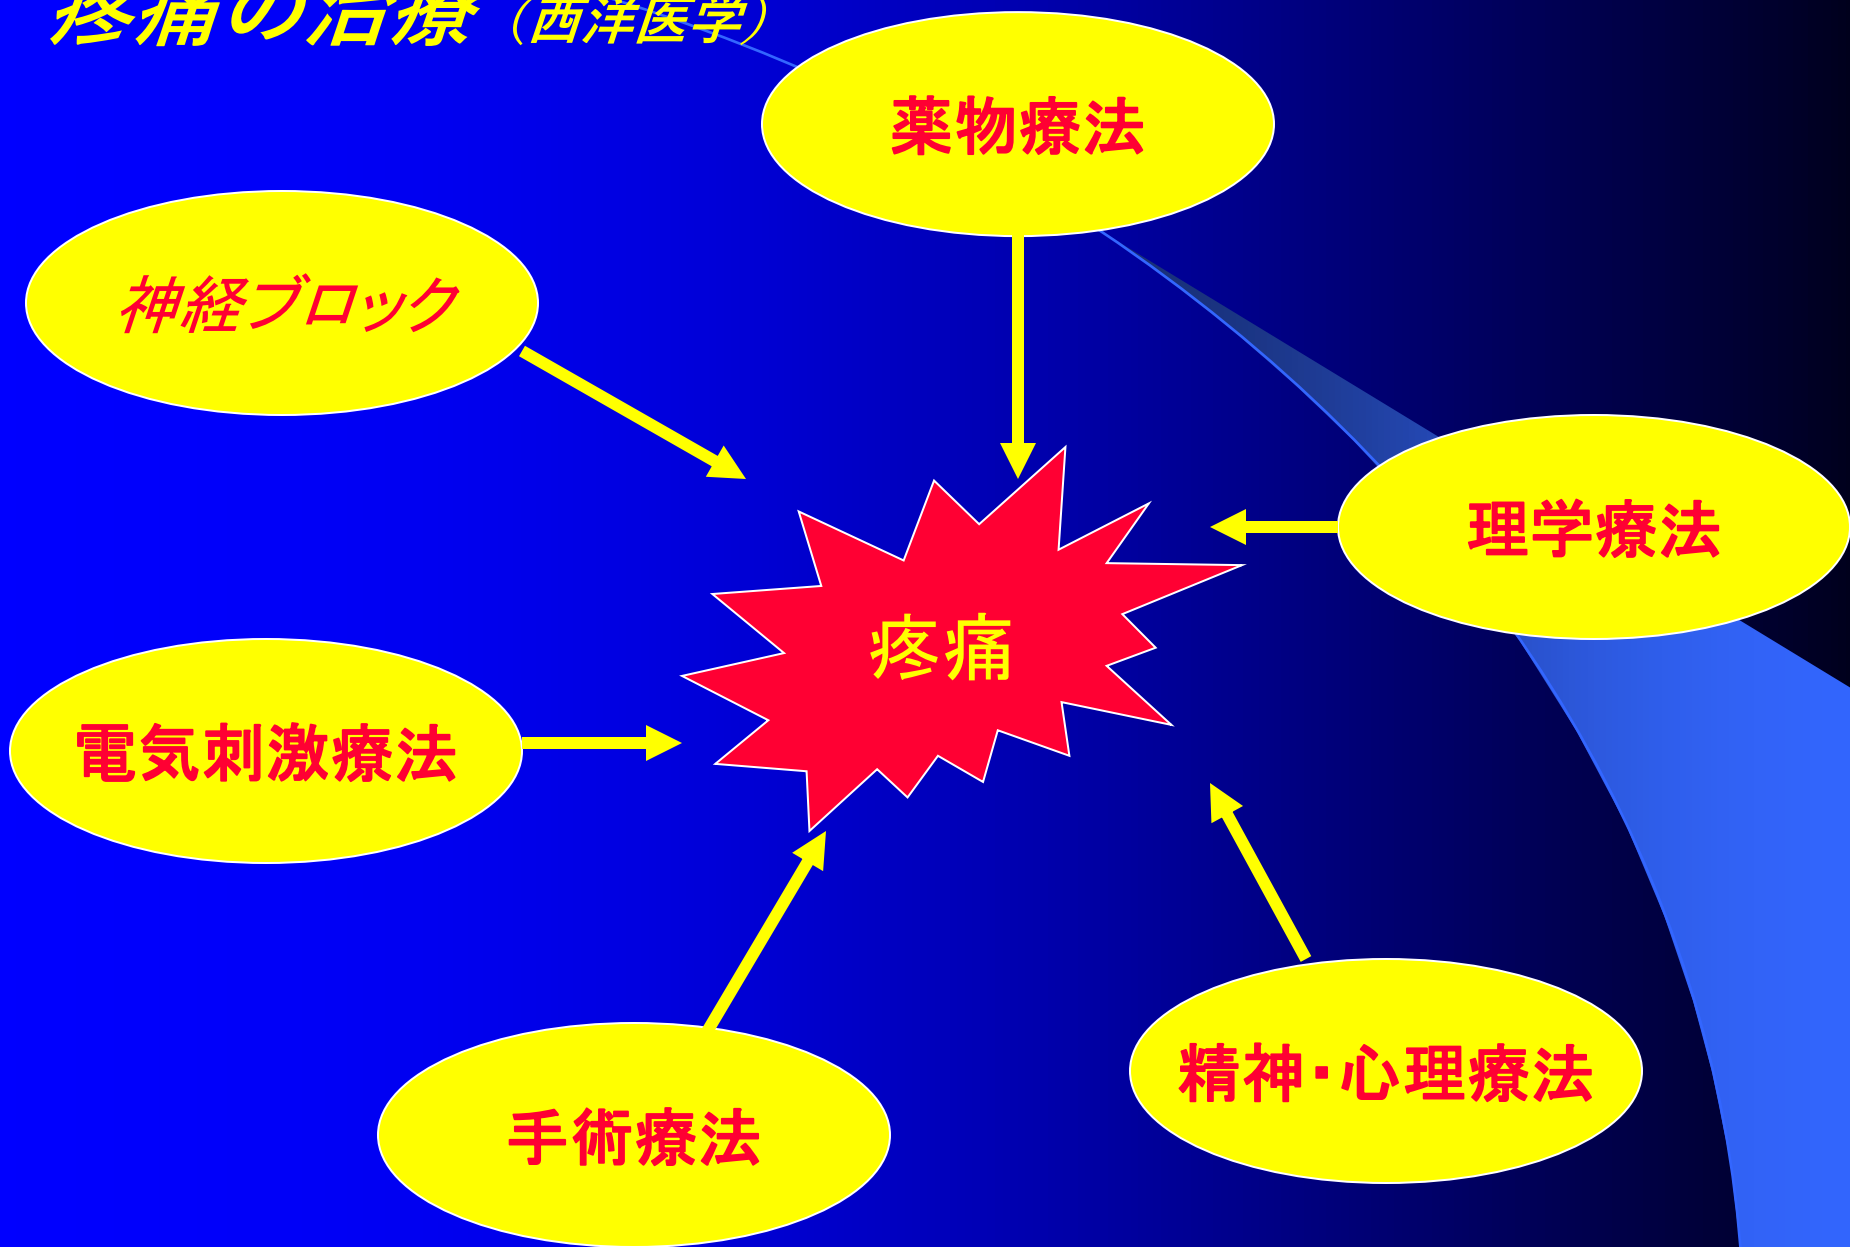 疼痛の治療（西洋医学）
薬物療法
神経ブロック
理学療法
疼痛
電気刺激療法
精神・心理療法
手術療法